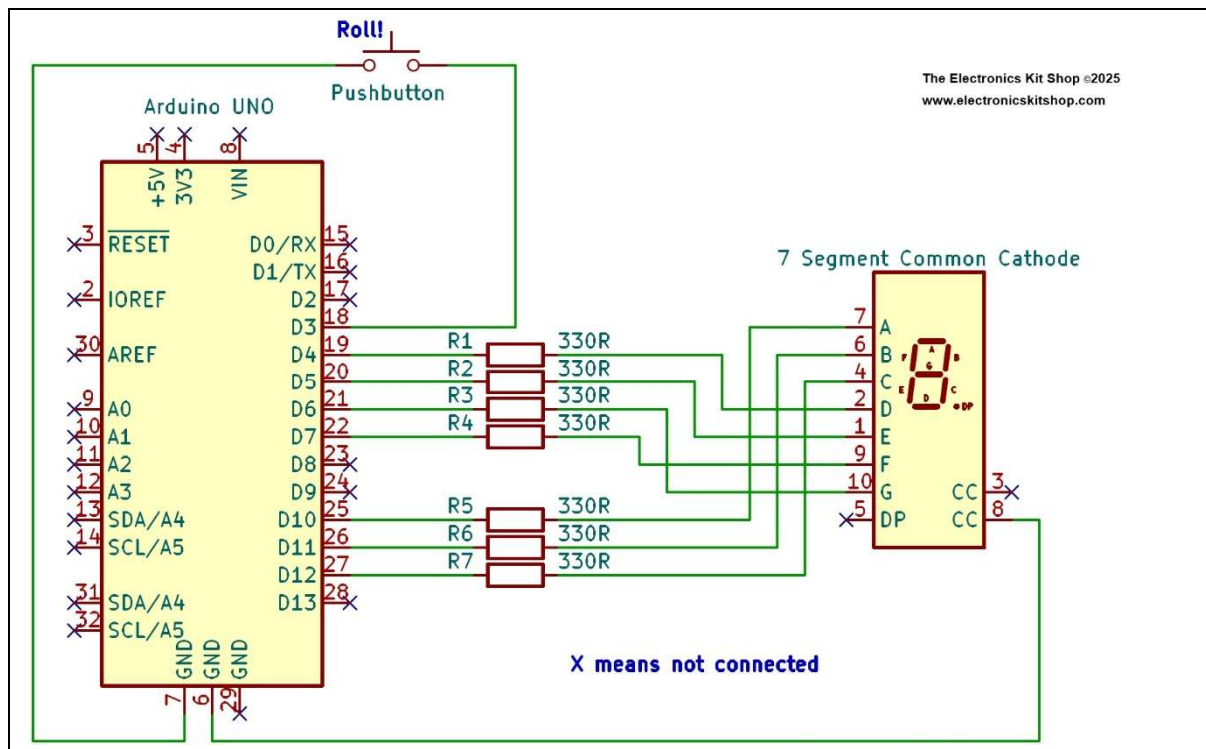 Roll!
Pushbutton
The Electronics Kit Shop ©2025
www.electronicskitshop.com
Arduino UNO
5 4 8
+5V 3V3 VIN
3 RESET D0/RX 15
D1/TX 16
2 IOREF D2 17
D3 18
30 AREF D4 19 R1 330R
D5 20 R2 330R
9 A0 D6 21 R3 330R
10 A1 D7 22 R4 330R
11 A2 D8 23
12 A3 D9 24
13 SDA/A4 D10 25 R5 330R
14 SCL/A5 D11 26 R6 330R
D12 27 R7 330R
31 SDA/A4 D13 28
32 SCL/A5
GND GND GND
7 6 29
7 Segment Common Cathode
7 A
6 B
4 C
2 D
1 E
9 F
10 G CC 3
5 DP CC 8
A
F B
G
E C
D
DP
X means not connected